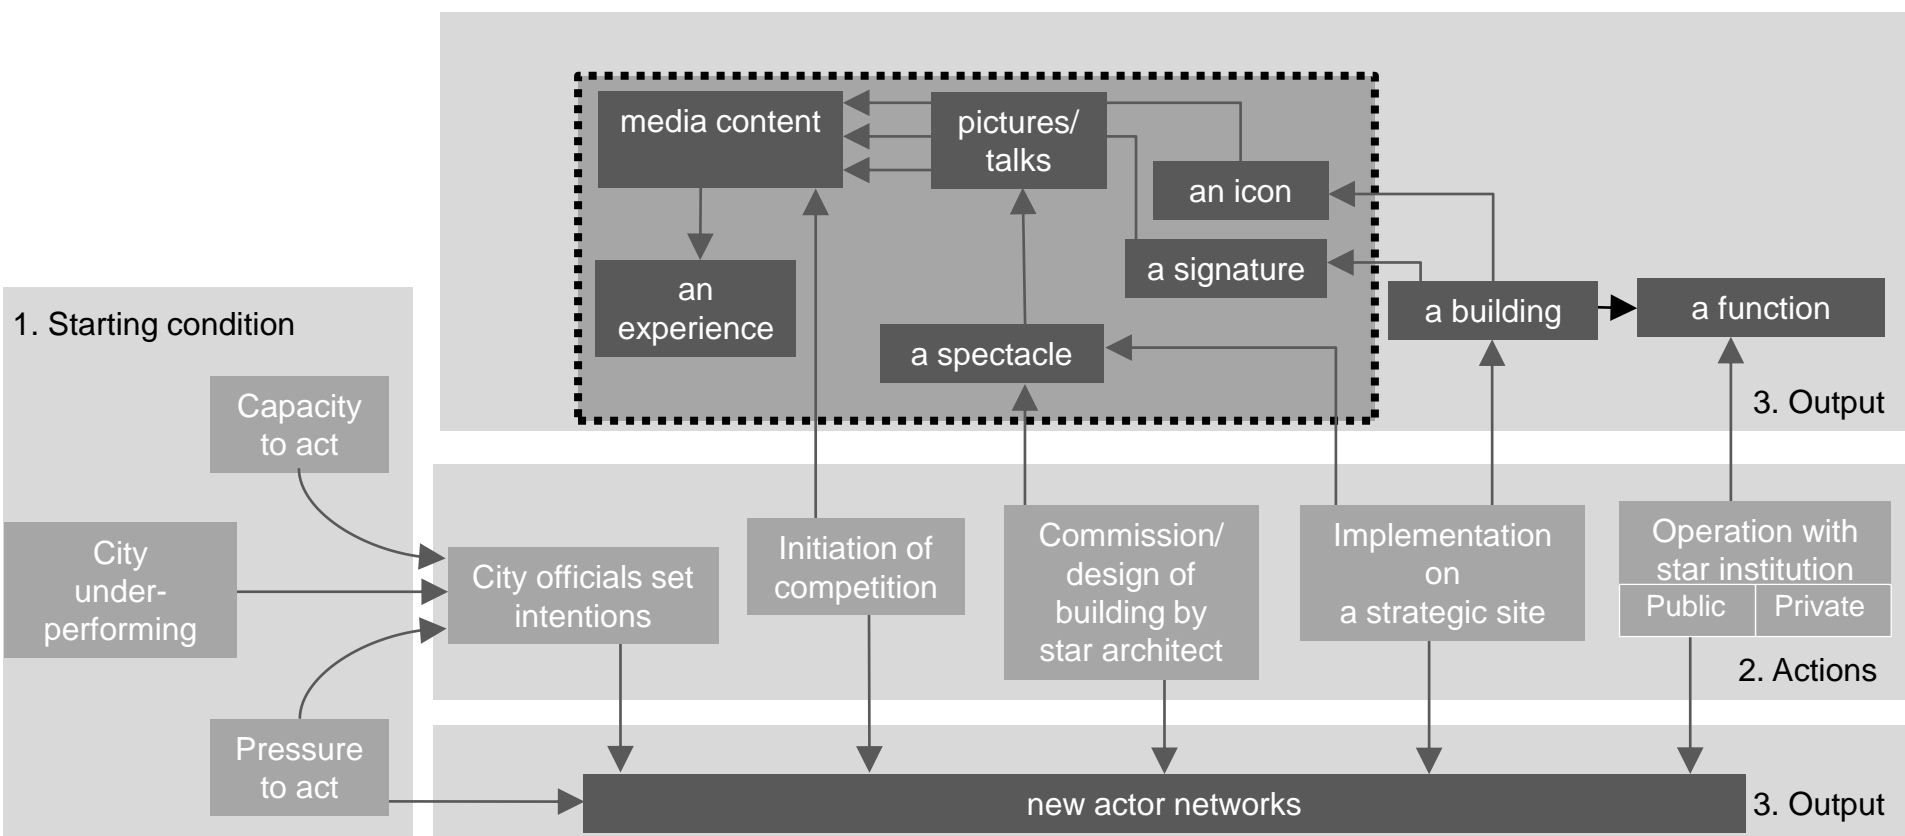 media content
pictures/
talks
an icon
a signature
an
experience
a spectacle
a building
a function
3. Output
1. Starting condition
Capacity
to act
City
under-
performing
Pressure
to act
City officials set
intentions
Initiation of
competition
Commission/
design of
building by
star architect
Implementation
on
a strategic site
Operation with
star institution
Public
Private
2. Actions
new actor networks
3. Output